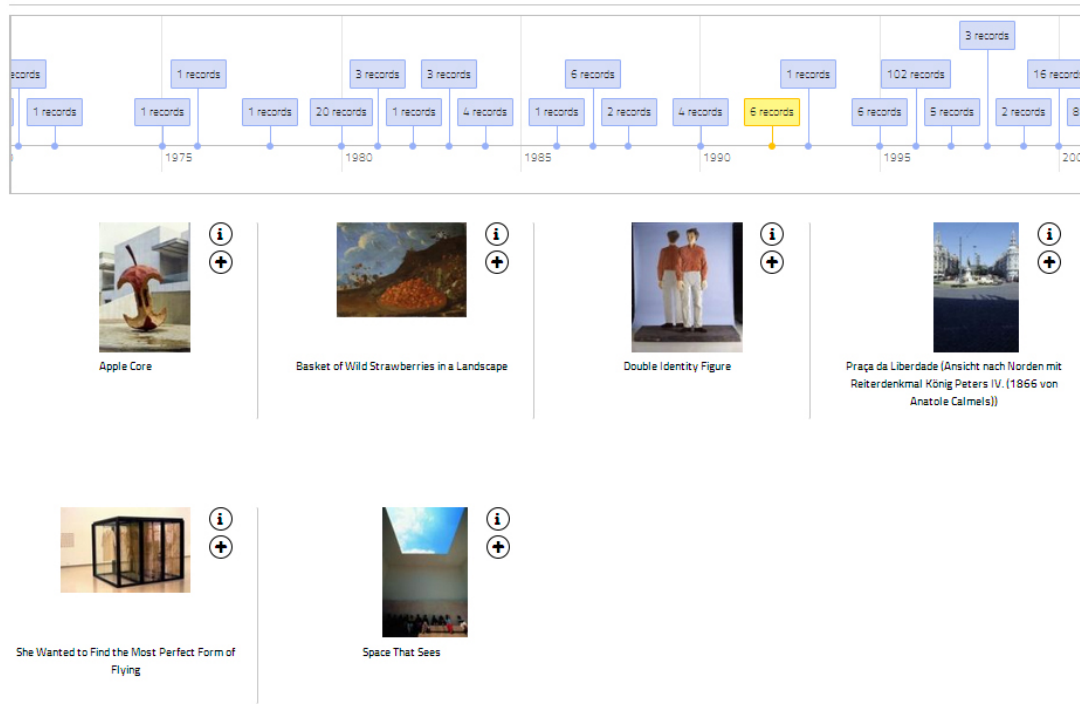 3 records
1 records
3 records
3 records
6 records
1 records
102 records
16 records
1 records
1 records
1 records
20 records
1 records
4 records
1 records
2 records
4 records
6 records
6 records
5 records
2 records
8
1975
1980
1985
1990
1995
200
Apple Core
Basket of Wild Strawberries in a Landscape
Double Identity Figure
Praça da Liberdade (Ansicht nach Norden mit
Reiterdenkmal König Peters IV. (1866 von
Anatole Calmels))
She Wanted to Find the Most Perfect Form of
Flying
Space That Sees